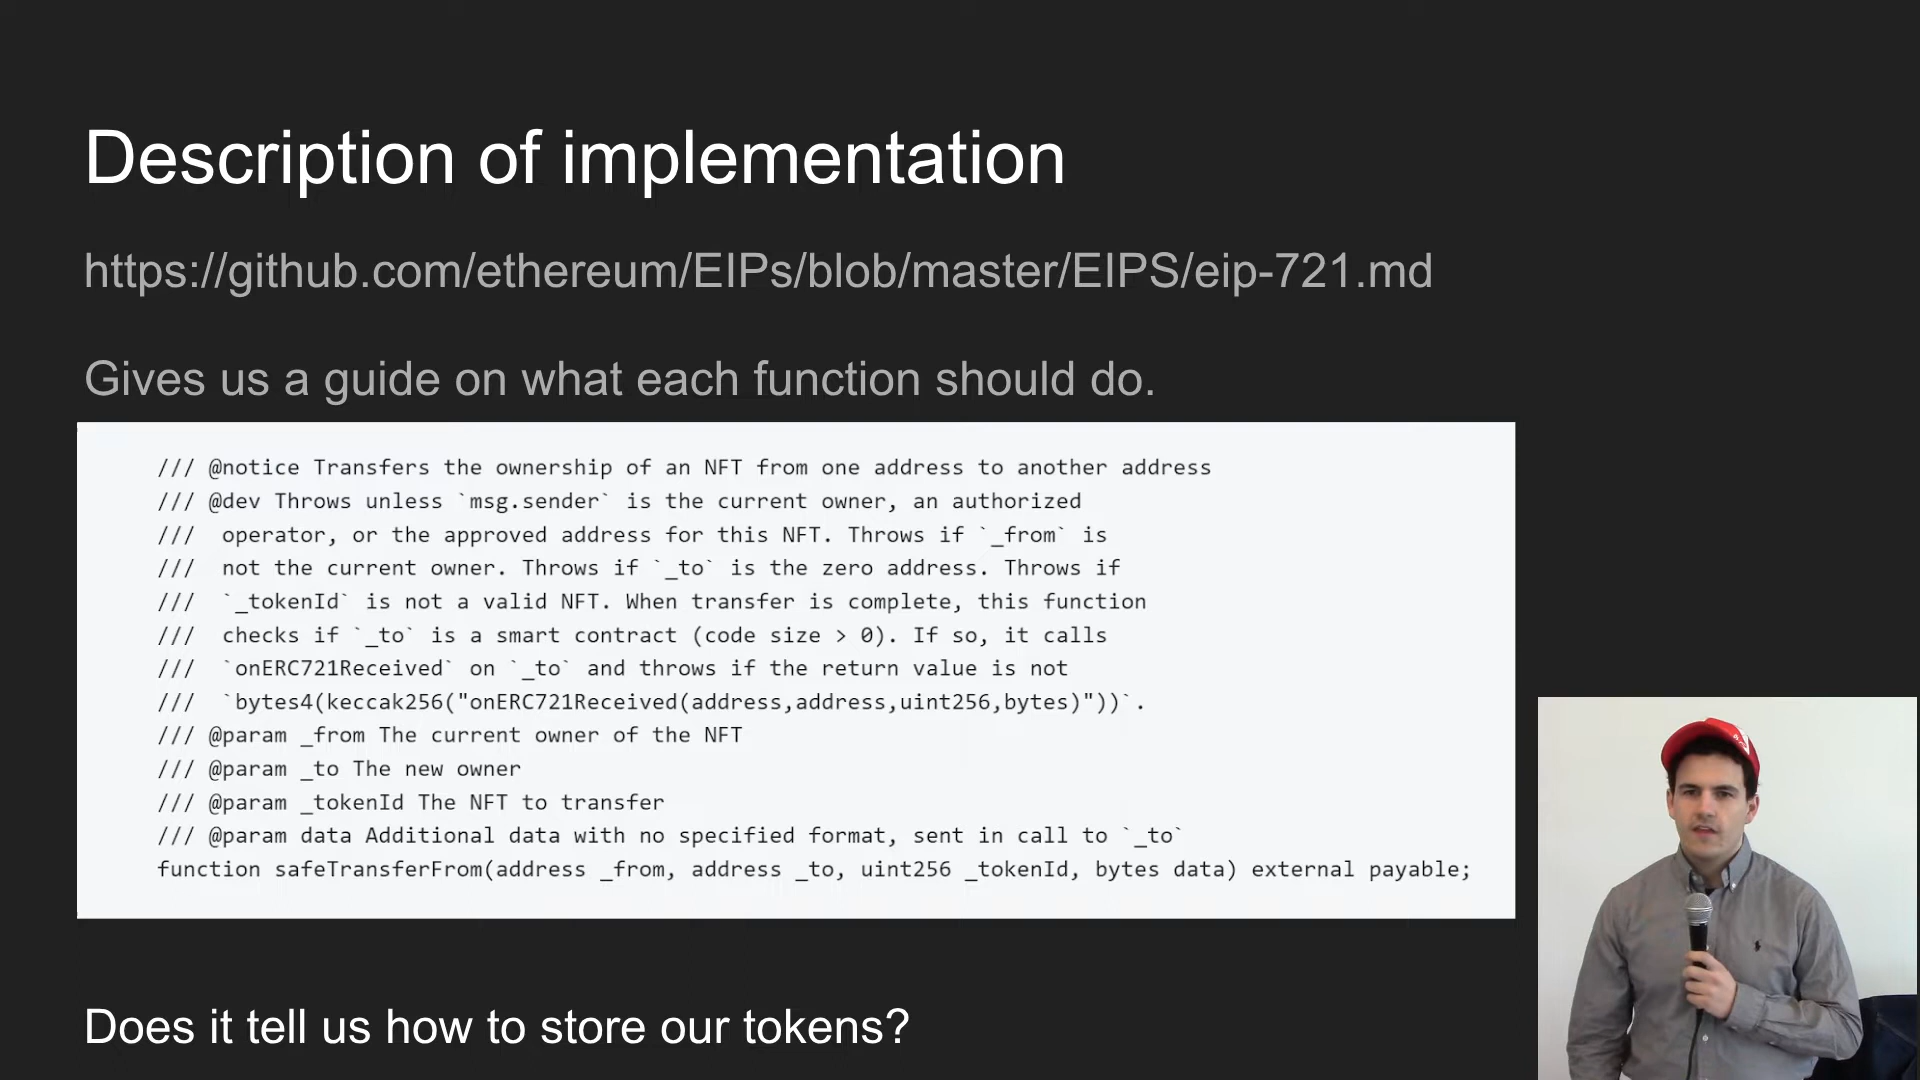 Description of implementation
https://github.com/ethereum/EIPs/blob/master/EIPS/eip-721.md
Gives us a guide on what each function should do.
/// @notice Transfers the ownership of an NFT from one address to another address
/// @dev Throws unless `msg.sender` is the current owner, an authorized
///  operator, or the approved address for this NFT. Throws if `_from` is
///  not the current owner. Throws if `_to` is the zero address. Throws if
///  `_tokenId` is not a valid NFT. When transfer is complete, this function
///  checks if `_to` is a smart contract (code size > 0). If so, it calls
///  `onERC721Received` on `_to` and throws if the return value is not
///  `bytes4(keccak256("onERC721Received(address,address,uint256,bytes)"))`.
/// @param _from The current owner of the NFT
/// @param _to The new owner
/// @param _tokenId The NFT to transfer
/// @param data Additional data with no specified format, sent in call to `_to`
function safeTransferFrom(address _from, address _to, uint256 _tokenId, bytes data) external payable;
Does it tell us how to store our tokens?